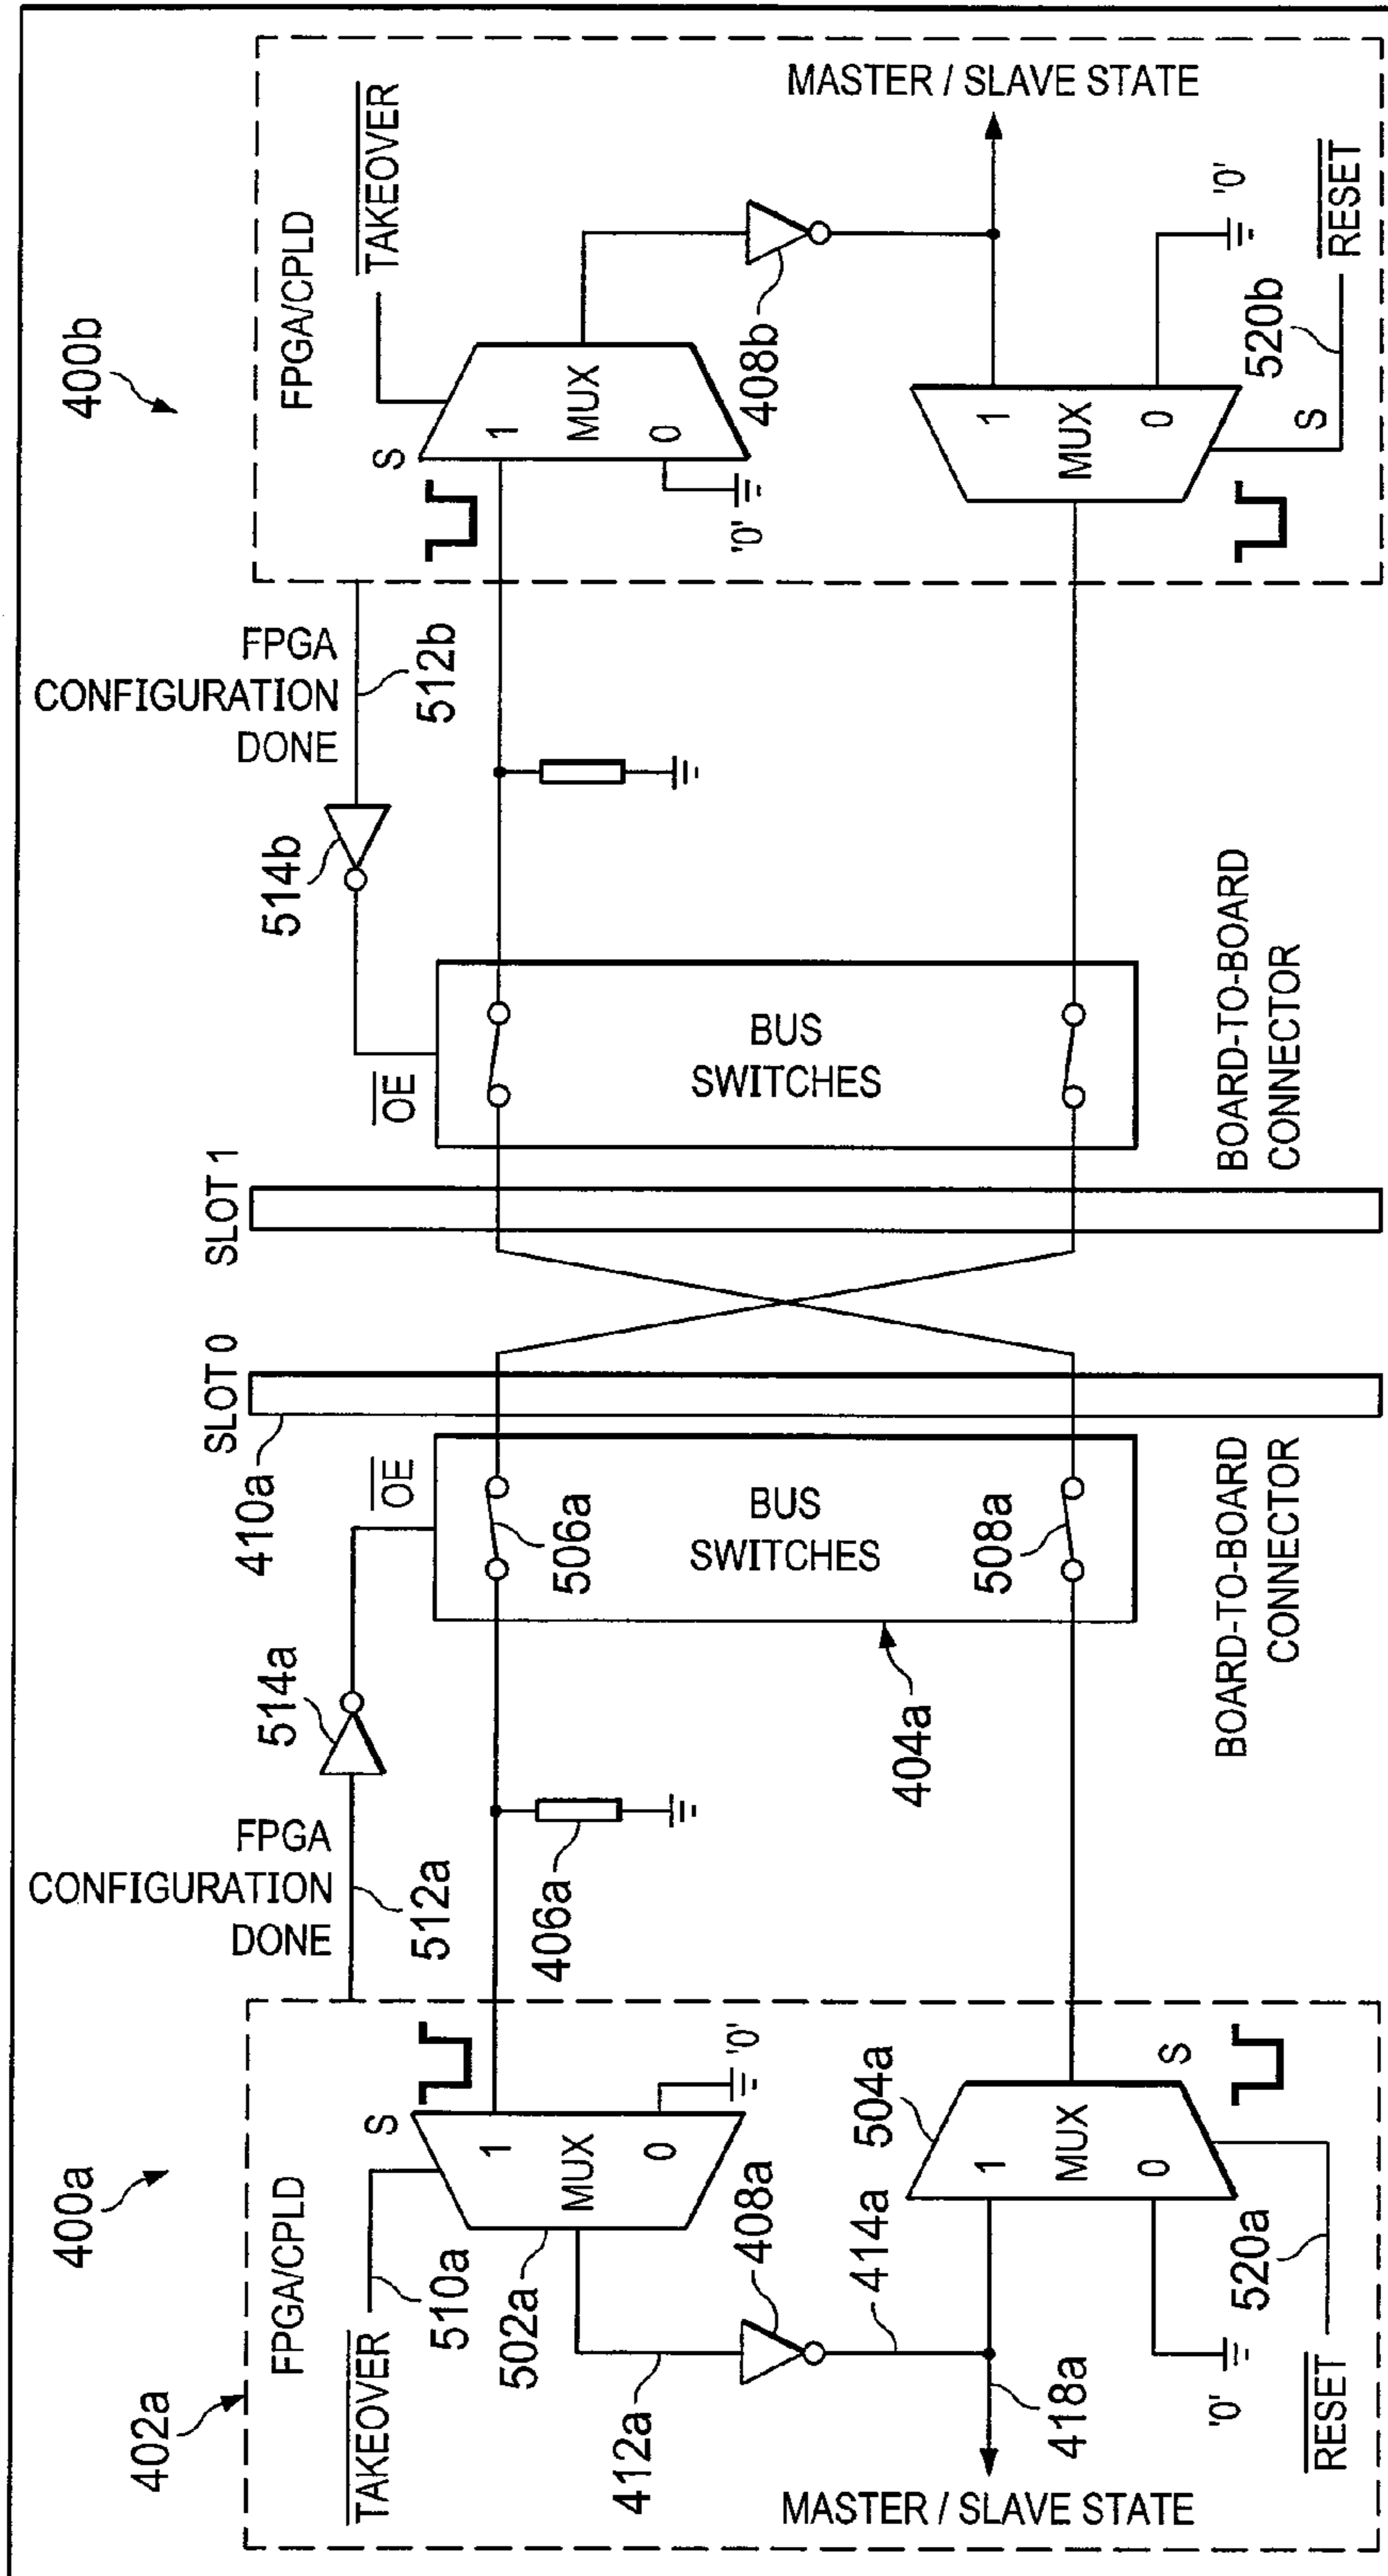 400a
402a
FPGA/CPLD
TAKEOVER
510a
S
1
MUX
0
'0'
502a
412a
408a
414a
418a
MASTER / SLAVE STATE
504a
1
MUX
0
S
'0'
520a
RESET
FPGA
CONFIGURATION
DONE
512a
514a
406a
OE
506a
BUS
SWITCHES
508a
404a
410a
SLOT 0
BOARD-TO-BOARD
CONNECTOR
SLOT 1
BOARD-TO-BOARD
CONNECTOR
OE
BUS
SWITCHES
514b
FPGA
CONFIGURATION
DONE
512b
400b
FPGA/CPLD
TAKEOVER
S
1
MUX
0
'0'
408b
MASTER / SLAVE STATE
1
MUX
0
'0'
S
520b
RESET